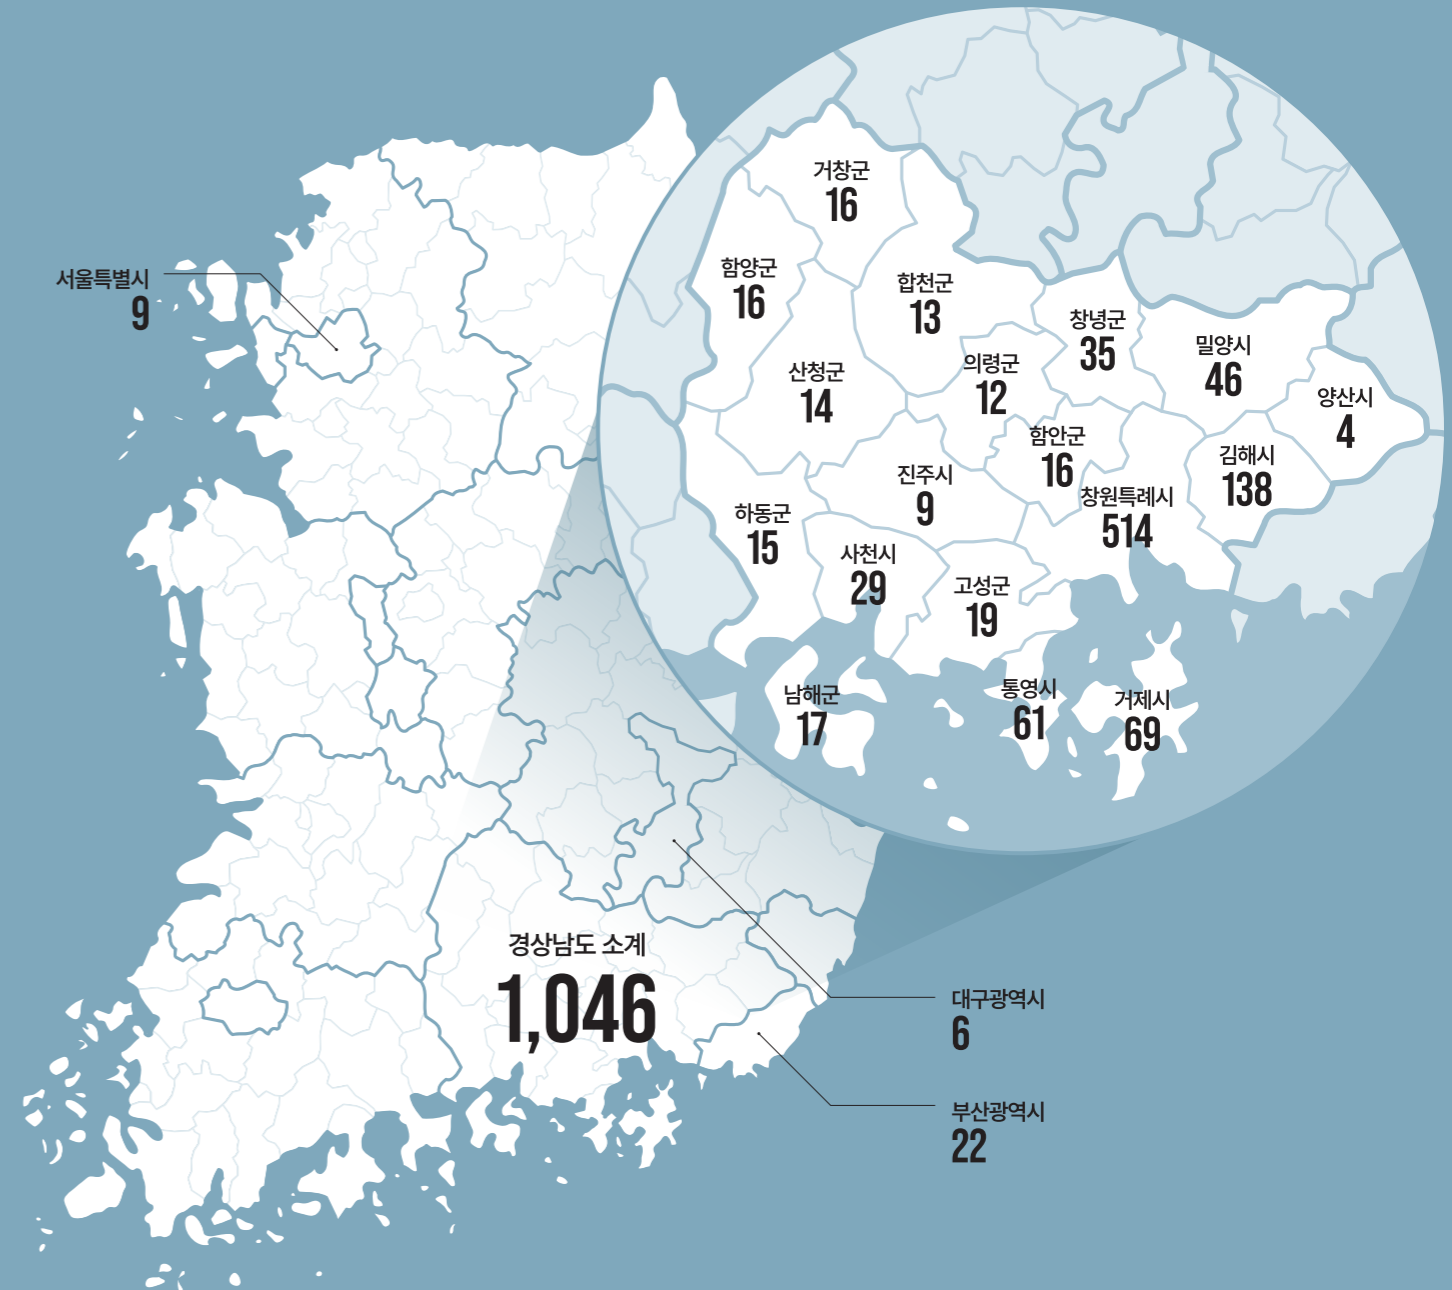 서울특별시
9
거창군
16
함양군
16
합천군
13
창녕군
35
밀양시
46
의령군
12
산청군
14
양산시
4
함안군
16
김해시
138
진주시
9
창원특례시
514
하동군
15
사천시
29
고성군
19
남해군
17
통영시
61
거제시
69
경상남도 소계
1,046
대구광역시
6
부산광역시
22